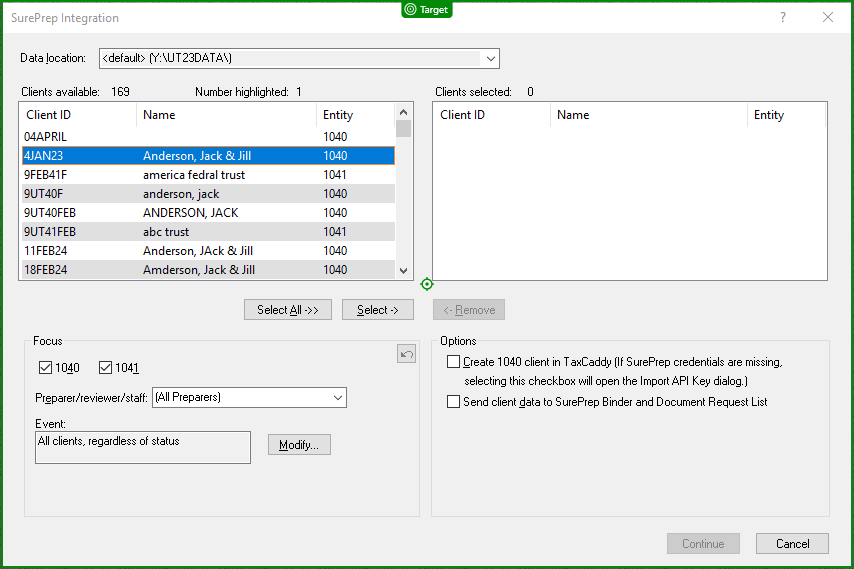 Target
SurePrep Integration
Data location: <default> (Y:\UT23DATA\)
Clients available: 169 Number highlighted: 1 Clients selected: 0
Client ID Name Entity Client ID Name Entity
04APRIL 1040
4JAN23 Anderson, Jack & Jill 1040
9FEB41F america fedral trust 1041
9UT40F anderson, jack 1040
9UT40FEB ANDERSON, JACK 1040
9UT41FEB abc trust 1041
11FEB24 Anderson, JAck & Jill 1040
18FEB24 Amderson, JAck & Jill 1040
Select All ->> Select -> <- Remove
Focus
1040 1041
Preparer/reviewer/staff: (All Preparers)
Event:
All clients, regardless of status
Modify...
Options
Create 1040 client in TaxCaddy (If SurePrep credentials are missing,
selecting this checkbox will open the Import API Key dialog.)
Send client data to SurePrep Binder and Document Request List
Continue Cancel